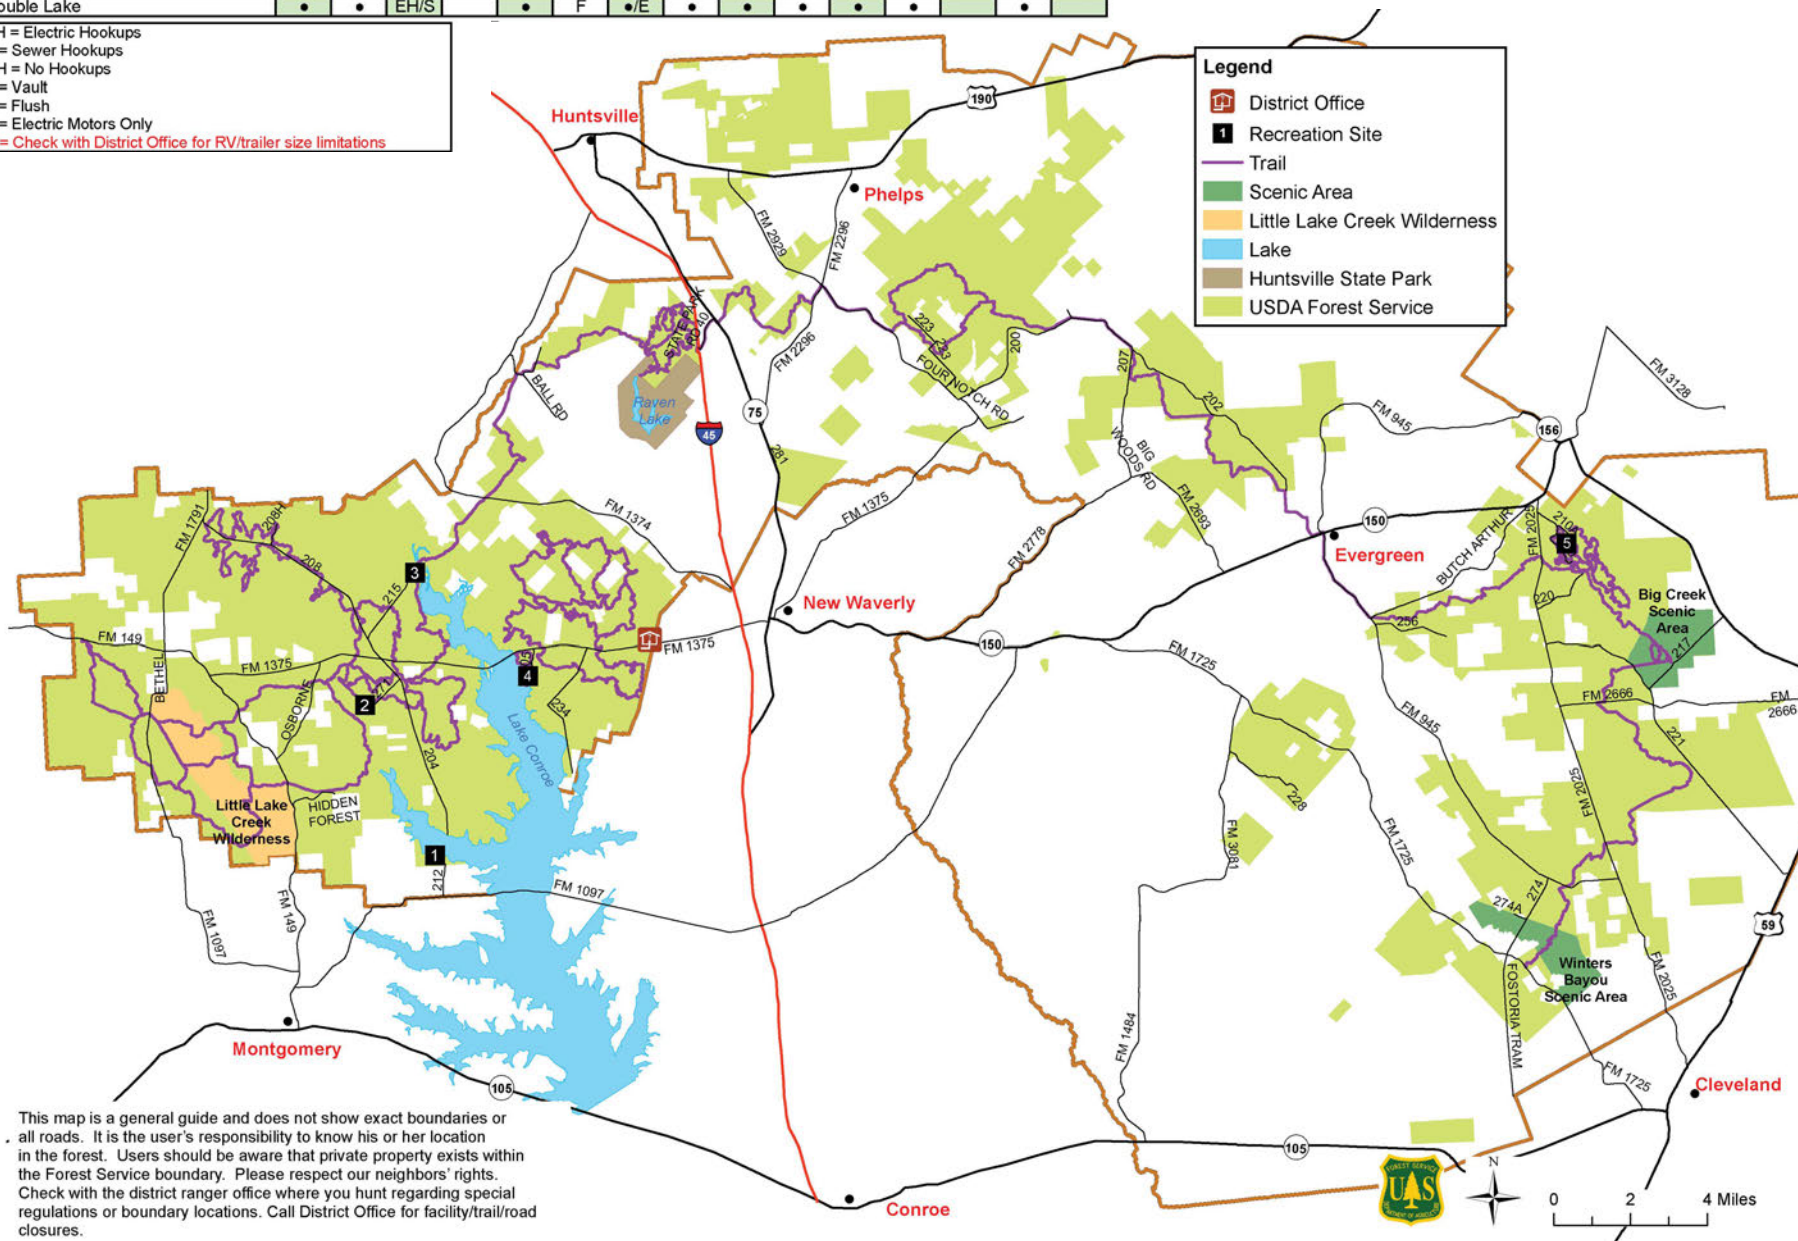 ouble Lake • • EH/S • F •/E • • • • •
H = Electric Hookups
= Sewer Hookups
H = No Hookups
= Vault
= Flush
= Electric Motors Only
= Check with District Office for RV/trailer size limitations
Legend
District Office
1 Recreation Site
Trail
Scenic Area
Little Lake Creek Wilderness
Lake
Huntsville State Park
USDA Forest Service
Huntsville
190
Phelps
FM 2929
FM 2296
STATE PARK
RD 40
223
233
200
FM 2296
FOUR NOTCH RD
207
202
BALL RD
Raven
Lake
75
45
281
FM 3128
FM 945
156
BIG
WOODS RD
FM 2693
FM 1374
FM 1375
FM 2778
150
Evergreen
BUTCH ARTHUR
FM 2025
210A
5
FM 1791
208H
208
215
3
New Waverly
150
220
256
Big Creek
Scenic
Area
217
FM 149
FM 1375
BETHEL
OSBORNE
271
2
204
4
234
FM 1375
Lake Conroe
FM 1725
FM 945
FM 2666
FM
2666
221
FM 2025
228
FM 3081
FM 1725
Little Lake
Creek
Wilderness
HIDDEN
FOREST
1
212
FM 1097
FM 1097
FM 149
274
274A
59
Winters
Bayou
Scenic Area
FOSTORIA TRAM
FM 2025
FM 1484
FM 1725
Montgomery
105
Cleveland
105
Conroe
This map is a general guide and does not show exact boundaries or
all roads. It is the user's responsibility to know his or her location
in the forest. Users should be aware that private property exists within
the Forest Service boundary. Please respect our neighbors' rights.
Check with the district ranger office where you hunt regarding special
regulations or boundary locations. Call District Office for facility/trail/road
closures.
FOREST SERVICE
UAS
DEPARTMENT OF AGRICULTURE
N
0 2 4 Miles